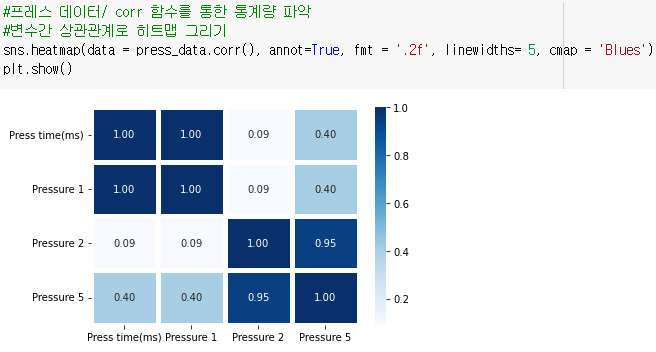 #프레스 데이터/ corr 함수를 통한 통계량 파악
#변수간 상관관계로 히트맵 그리기
sns.heatmap(data = press_data.corr(), annot=True, fmt = '.2f', linewidths= 5, cmap = 'Blues')
plt.show()
1.0
Press time(ms) 1.00 1.00 0.09 0.40
0.8
Pressure 1 1.00 1.00 0.09 0.40
0.6
Pressure 2 0.09 0.09 1.00 0.95
0.4
Pressure 5 0.40 0.40 0.95 1.00
0.2
Press time(ms) Pressure 1 Pressure 2 Pressure 5